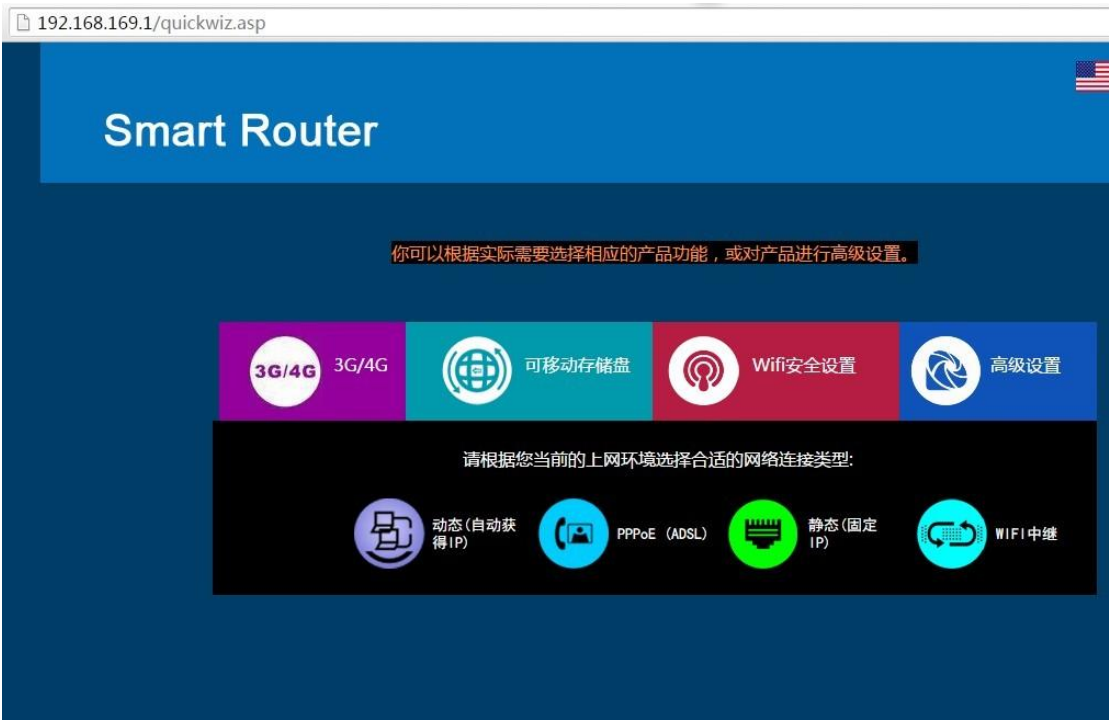 192.168.169.1/quickwiz.asp
Smart Router
你可以根据实际需要选择相应的产品功能，或对产品进行高级设置。
3G/4G 3G/4G 可移动存储盘 Wifi安全设置 高级设置
请根据您当前的上网环境选择合适的网络连接类型:
动态(自动获
得IP)
PPPoE (ADSL)
静态(固定
IP)
WIFI中继